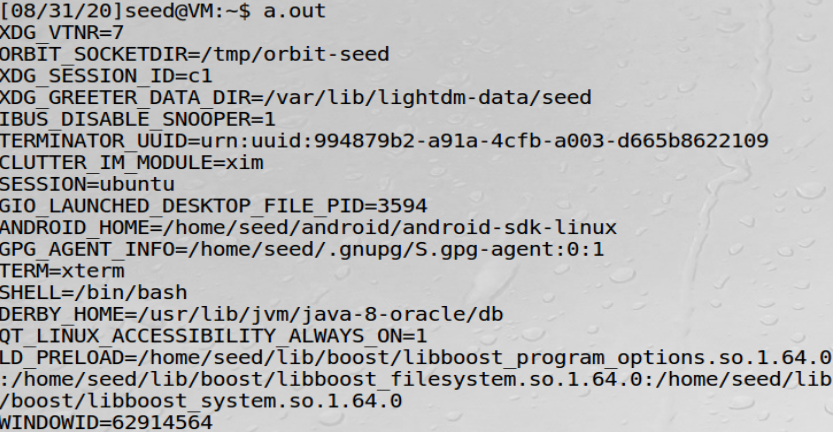 [08/31/20]seed@VM:~$ a.out
XDG_VTNR=7
ORBIT_SOCKETDIR=/tmp/orbit-seed
XDG_SESSION_ID=c1
XDG_GREETER_DATA_DIR=/var/lib/lightdm-data/seed
IBUS_DISABLE_SNOOPER=1
TERMINATOR_UUID=urn:uuid:994879b2-a91a-4cfb-a003-d665b8622109
CLUTTER_IM_MODULE=xim
SESSION=ubuntu
GIO_LAUNCHED_DESKTOP_FILE_PID=3594
ANDROID_HOME=/home/seed/android/android-sdk-linux
GPG_AGENT_INFO=/home/seed/.gnupg/S.gpg-agent:0:1
TERM=xterm
SHELL=/bin/bash
DERBY_HOME=/usr/lib/jvm/java-8-oracle/db
QT_LINUX_ACCESSIBILITY_ALWAYS_ON=1
LD_PRELOAD=/home/seed/lib/boost/libboost_program_options.so.1.64.0
:/home/seed/lib/boost/libboost_filesystem.so.1.64.0:/home/seed/lib
/boost/libboost_system.so.1.64.0
WINDOWID=62914564